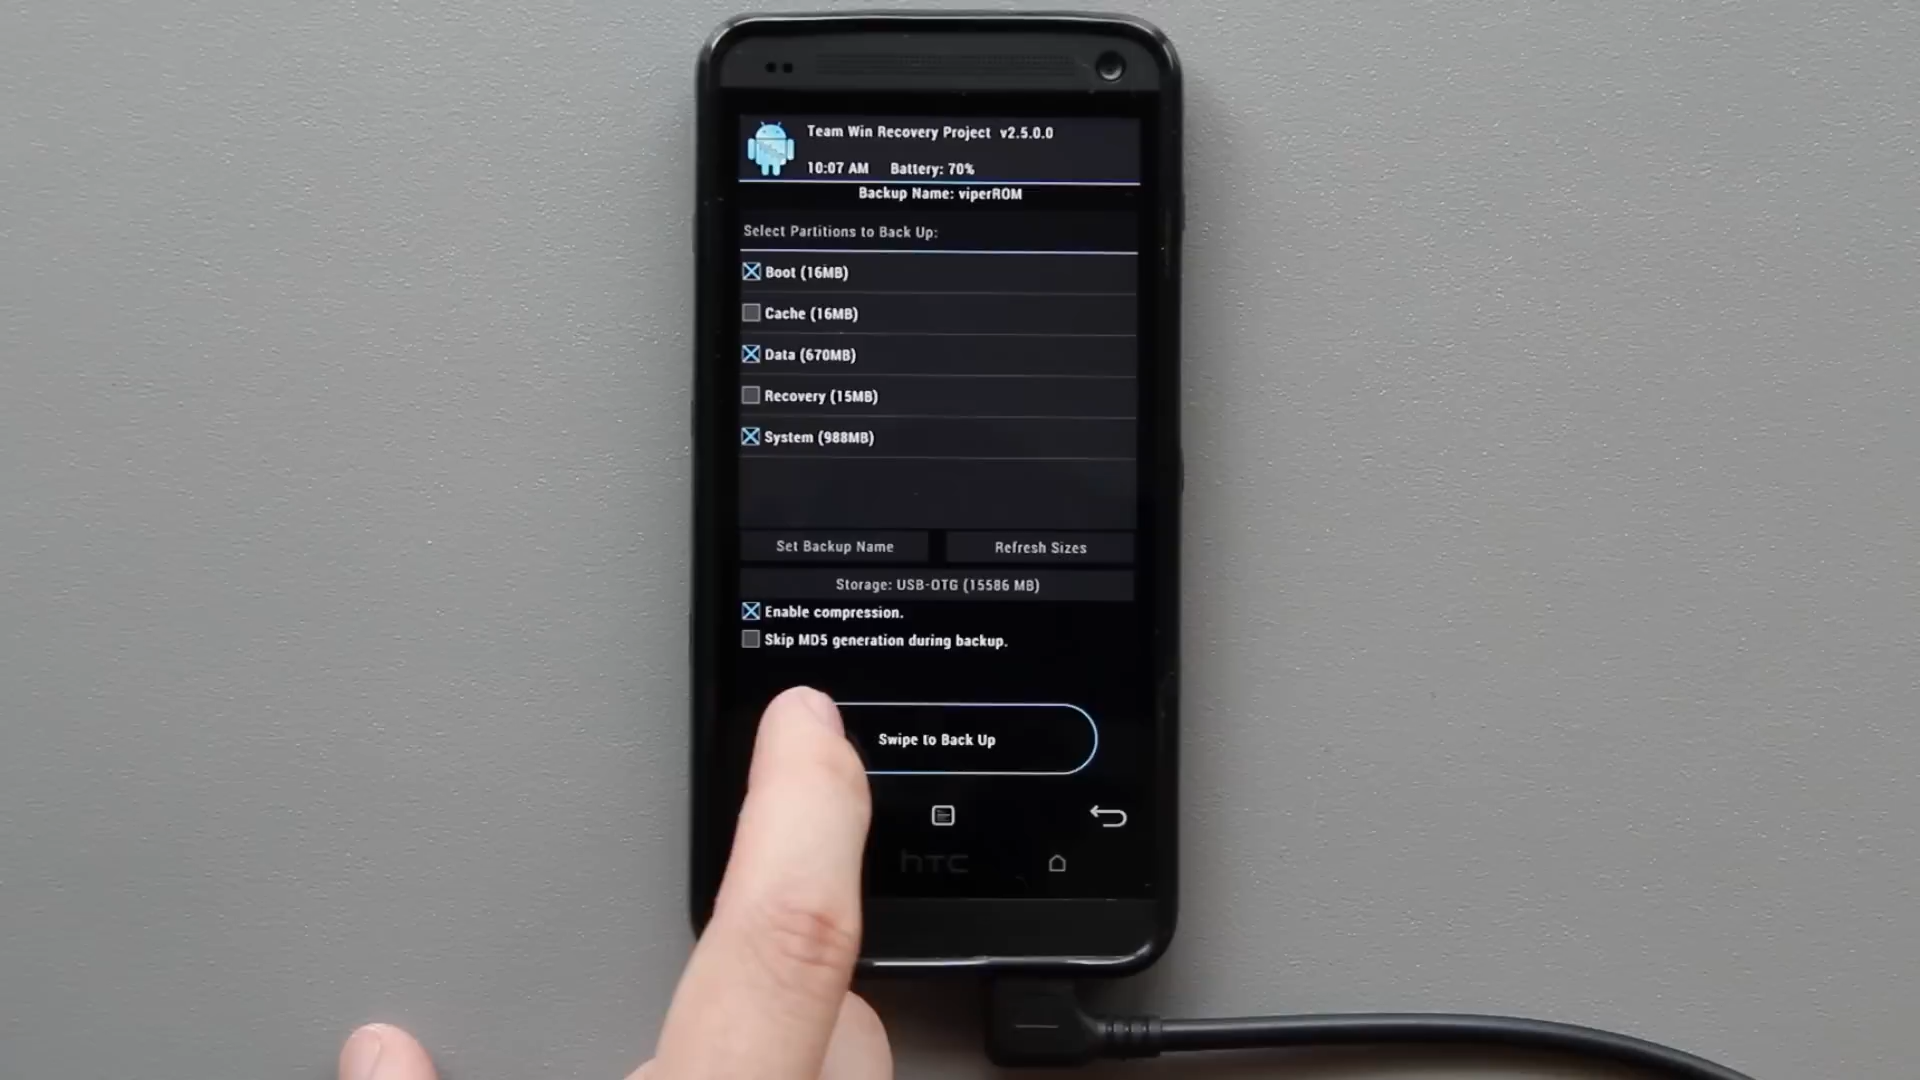 Team Win Recovery Project v2.5.0.0
10:07 AM Battery: 70%
Backup Name: viperROM
Select Partitions to Back Up:
Boot (16MB)
Cache (16MB)
Data (670MB)
Recovery (15MB)
System (988MB)
Set Backup Name Refresh Sizes
Storage: USB-OTG (15586 MB)
Enable compression.
Skip MD5 generation during backup.
Swipe to Back Up
hTC